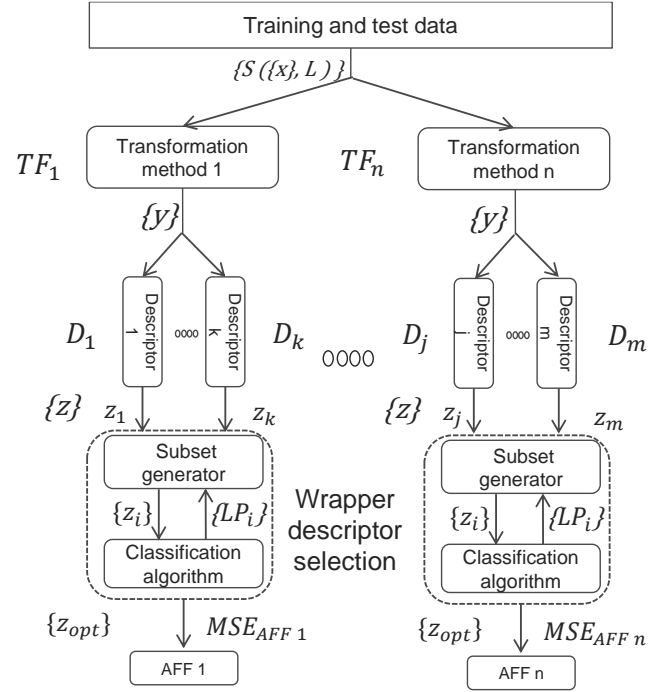 Training and test data
{S ({x}, L ) }
TF1
Transformation
method 1
TFn
Transformation
method n
{y}
{y}
D1
Descriptor
1
Descriptor
k
Dk
Dj
Descriptor
j
Descriptor
m
Dm
{z}
z1
zk
{z}
zj
zm
Subset
generator
{zi}
{LPi}
Classification
algorithm
Wrapper
descriptor
selection
Subset
generator
{zi}
{LPi}
Classification
algorithm
{zopt}
MSEAFF 1
{zopt}
MSEAFF n
AFF 1
AFF n